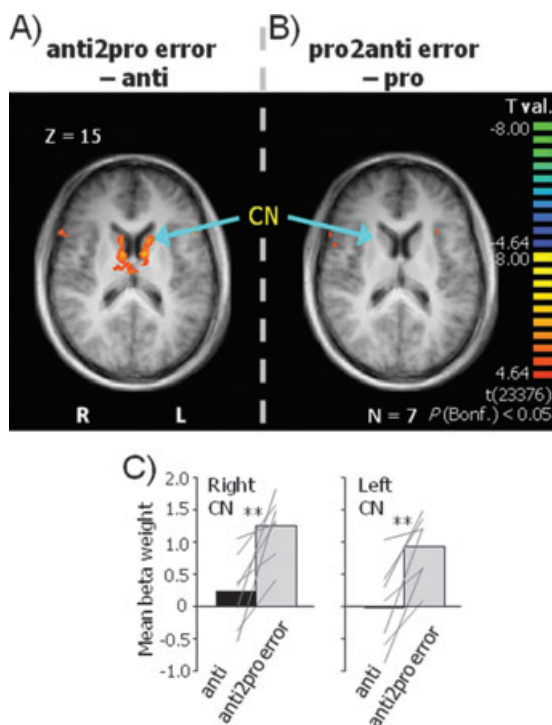 A)
anti2pro error
– anti
B)
pro2anti error
– pro
Z = 15
CN
T val.
-8.00
-4.64
8.00
4.64
t(23376)
R
L
N = 7
P(Bonf.) < 0.05
C)
Mean beta weight
2.0
1.5
1.0
0.5
0
-0.5
-1.0
Right
CN
**
anti
anti2pro error
Left
CN
**
anti
anti2pro error